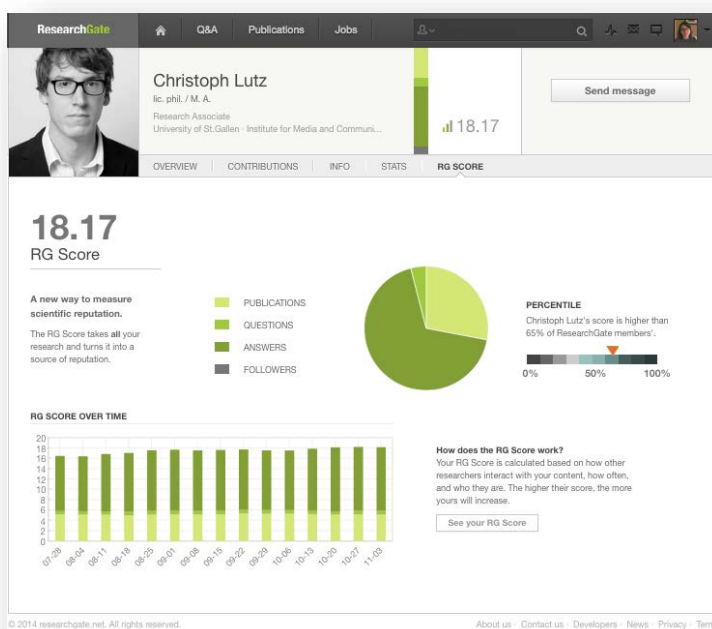 ResearchGate
Q&A
Publications
Jobs
Christoph Lutz
lic. phil. / M. A.
Research Associate
University of St.Gallen · Institute for Media and Communi...
18.17
Send message
OVERVIEW
CONTRIBUTIONS
INFO
STATS
RG SCORE
18.17
RG Score
A new way to measure
scientific reputation.
The RG Score takes all your
research and turns it into a
source of reputation.
PUBLICATIONS
QUESTIONS
ANSWERS
FOLLOWERS
PERCENTILE
Christoph Lutz's score is higher than
65% of ResearchGate members'.
0% 50% 100%
RG SCORE OVER TIME
20
18
16
14
12
10
8
6
4
2
0
07-28 08-04 08-11 08-18 08-25 09-01 09-08 09-15 09-22 09-29 10-06 10-13 10-20 10-27 11-03
How does the RG Score work?
Your RG Score is calculated based on how other
researchers interact with your content, how often,
and who they are. The higher their score, the more
yours will increase.
See your RG Score
© 2014 researchgate.net. All rights reserved.
About us · Contact us · Developers · News · Privacy · Tern